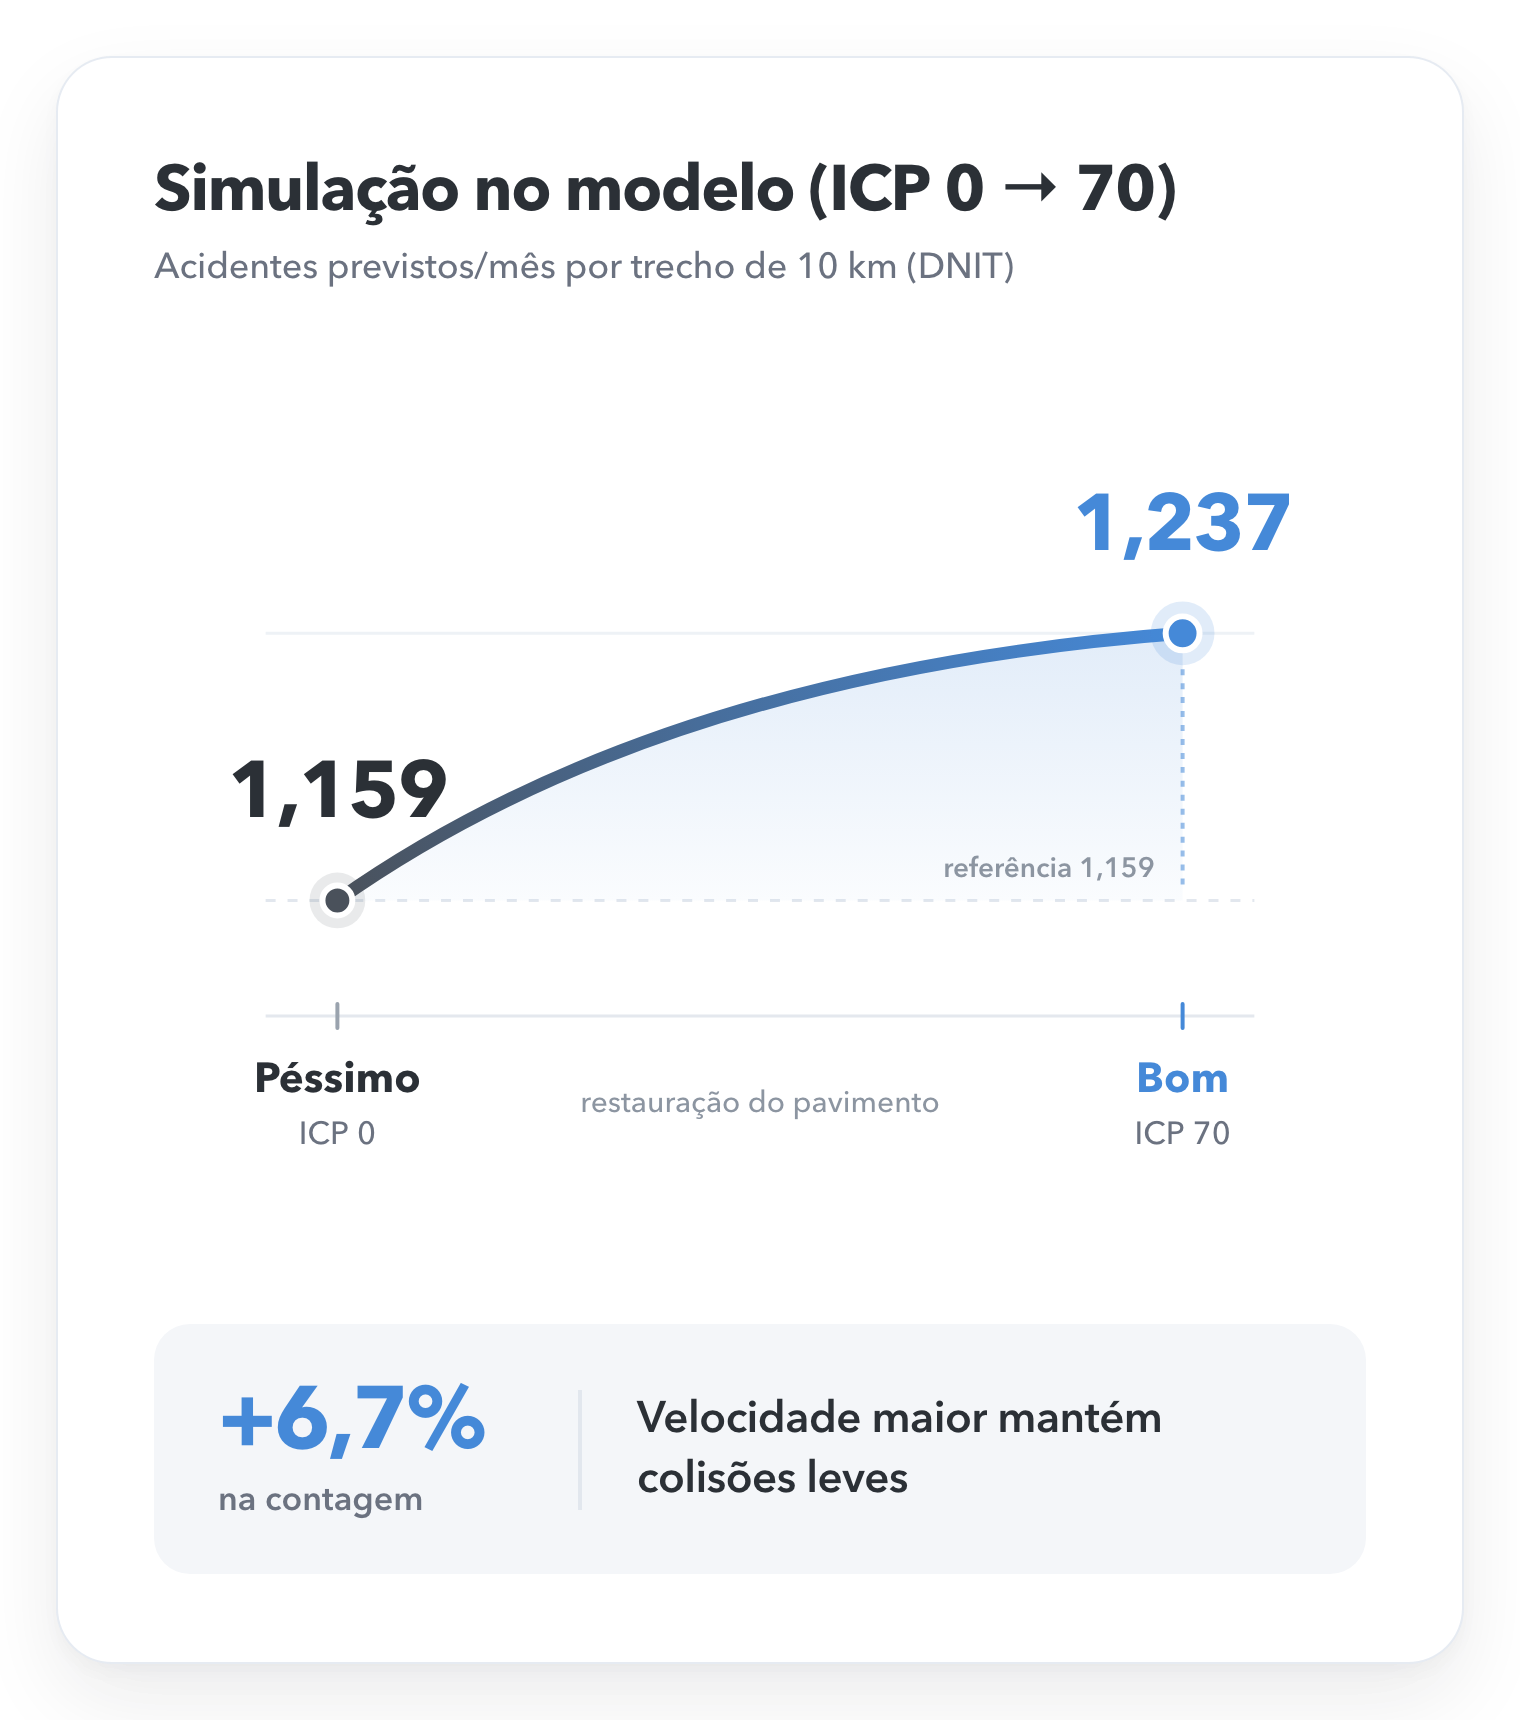 Simulação no modelo (ICP 0 → 70)
Acidentes previstos/mês por trecho de 10 km (DNIT)
1,237
1,159
referência 1,159
Péssimo
ICP 0
restauração do pavimento
Bom
ICP 70
+6,7%
na contagem
Velocidade maior mantém
colisões leves